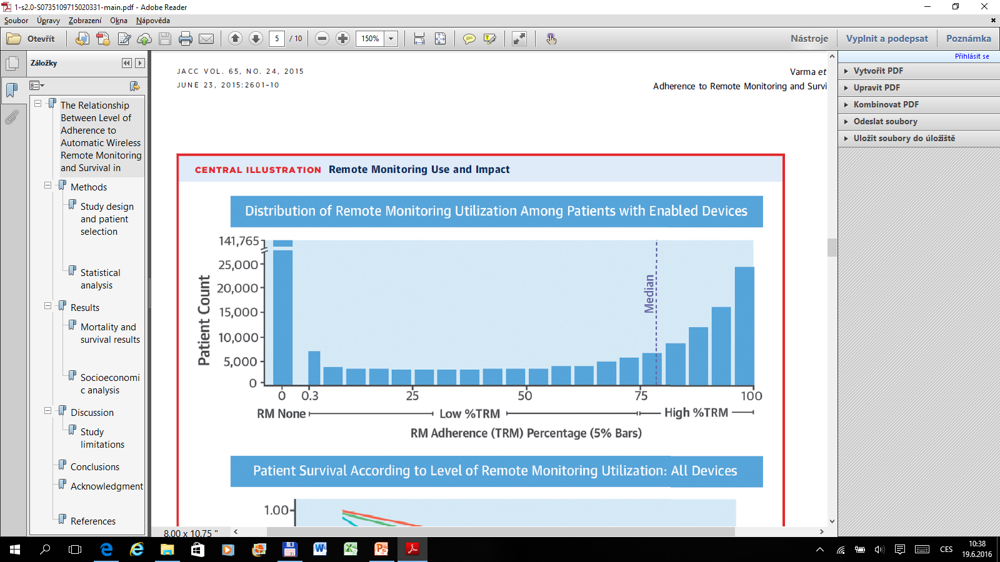 1-s2.0-S0735109715020331-main.pdf - Adobe Reader
Soubor Úpravy Zobrazení Okna Nápověda
Otevřít 5 / 10 150% Nástroje Vyplnit a podepsat Poznámka
Přihlásit se
Záložky
The Relationship
Between Level of
Adherence to
Automatic Wireless
Remote Monitoring
and Survival in
Methods
Study design
and patient
selection
Statistical
analysis
Results
Mortality and
survival results
Socioeconomi
c analysis
Discussion
Study
limitations
Conclusions
Acknowledgment
References
JACC VOL. 65, NO. 24, 2015
JUNE 23, 2015:2601–10
Varma et
Adherence to Remote Monitoring and Survi
CENTRAL ILLUSTRATION Remote Monitoring Use and Impact
Distribution of Remote Monitoring Utilization Among Patients with Enabled Devices
Patient Count
141,765
25,000
20,000
15,000
10,000
5,000
0
Median
0 0.3 25 50 75 100
RM None Low %TRM High %TRM
RM Adherence (TRM) Percentage (5% Bars)
Patient Survival According to Level of Remote Monitoring Utilization: All Devices
1.00
8.00 x 10.75 "
Vytvořit PDF
Upravit PDF
Kombinovat PDF
Odeslat soubory
Uložit soubory do úložiště
CES
10:38
19.6.2016